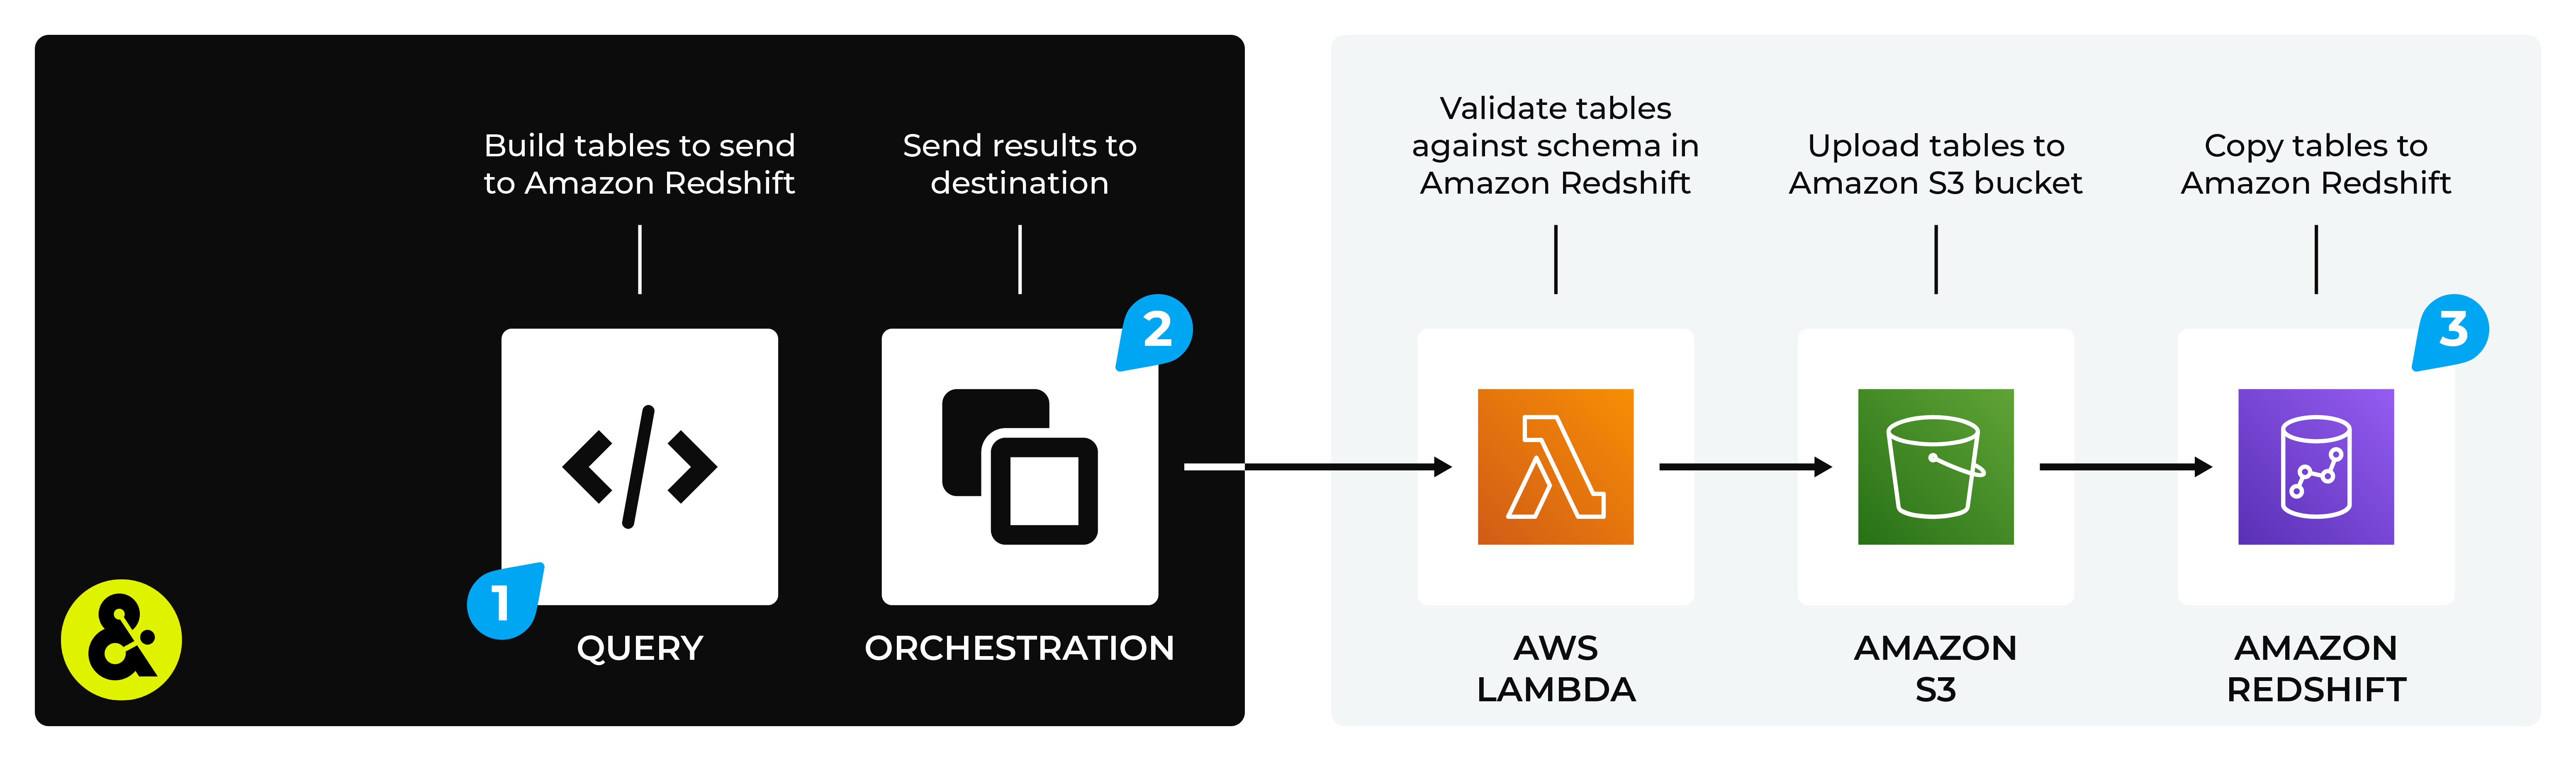 Build tables to send
to Amazon Redshift
Send results to
destination
Validate tables
against schema in
Amazon Redshift
Upload tables to
Amazon S3 bucket
Copy tables to
Amazon Redshift
1
2
3
QUERY
ORCHESTRATION
AWS
LAMBDA
AMAZON
S3
AMAZON
REDSHIFT